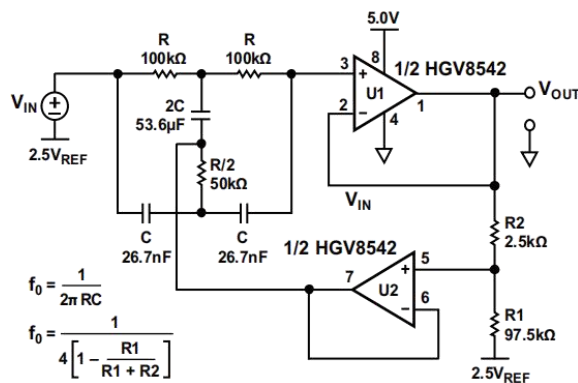 R
100kΩ
R
100kΩ
5.0V
8
1/2 HGV8542
3
+
U1
2
−
1
4
VOUT
VIN
+
−
2.5VREF
2C
53.6µF
R/2
50kΩ
VIN
C
26.7nF
C
26.7nF
R2
2.5kΩ
1/2 HGV8542
5
+
7
U2
6
−
R1
97.5kΩ
2.5VREF
f0 = 1 / 2π RC
f0 = 1 / 4 [ 1 − R1 / R1 + R2 ]